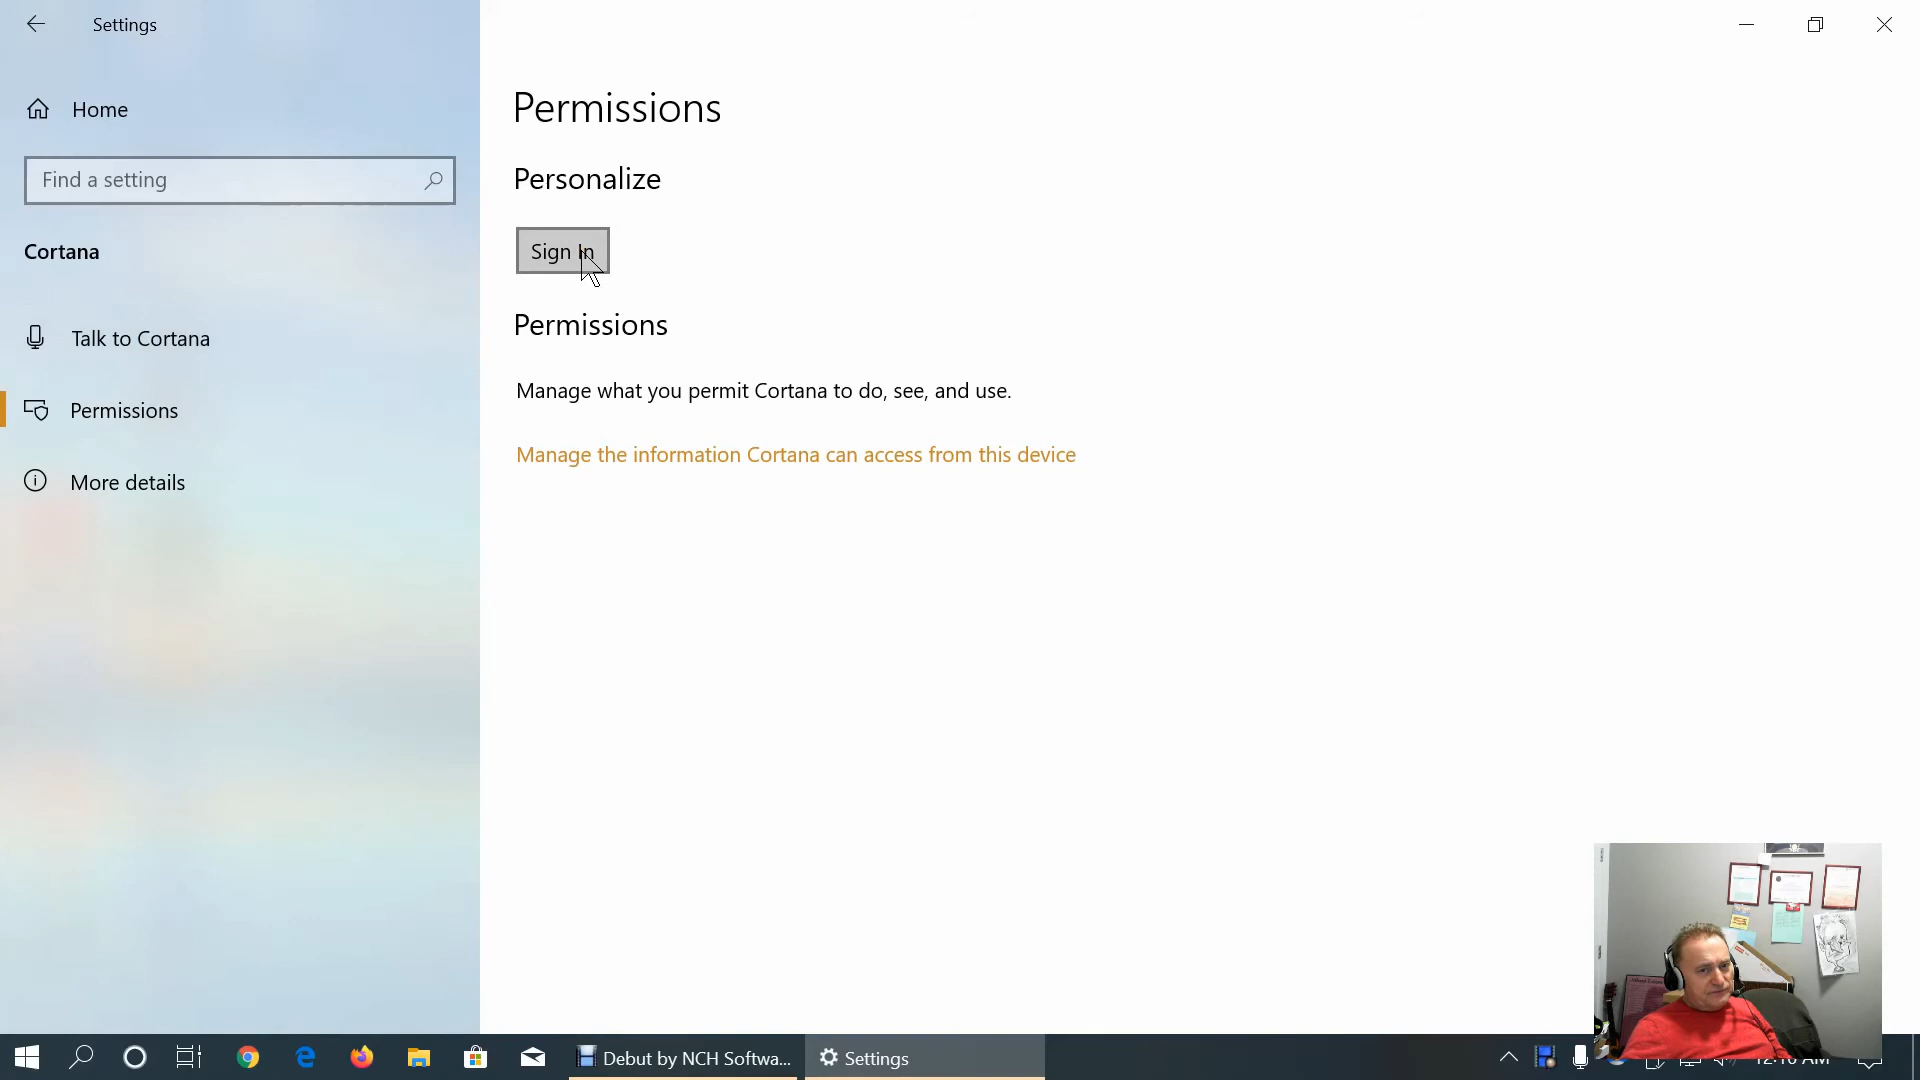 Settings
Home
Find a setting
Cortana
Talk to Cortana
Permissions
More details
Permissions
Personalize
Sign In
Permissions
Manage what you permit Cortana to do, see, and use.
Manage the information Cortana can access from this device
Debut by NCH Softwa...
Settings